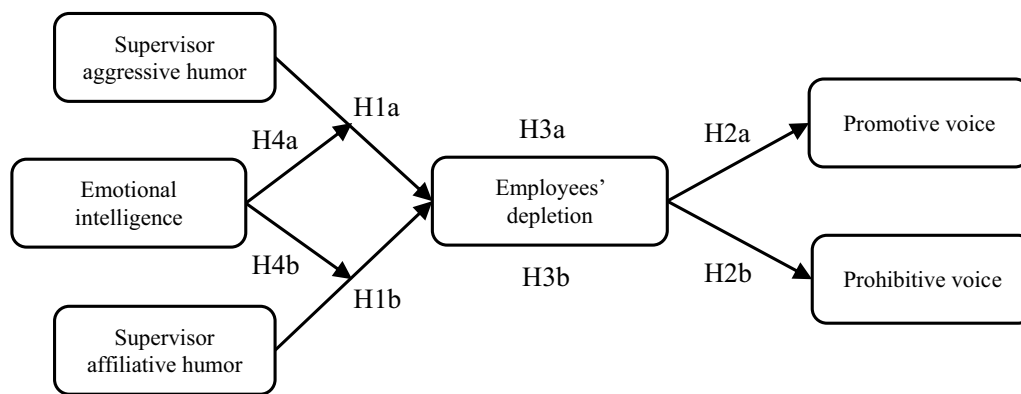 Supervisor
aggressive humor
H1a
H4a
Emotional
intelligence
H4b
H1b
Supervisor
affiliative humor
H3a
Employees’
depletion
H3b
H2a
Promotive voice
H2b
Prohibitive voice